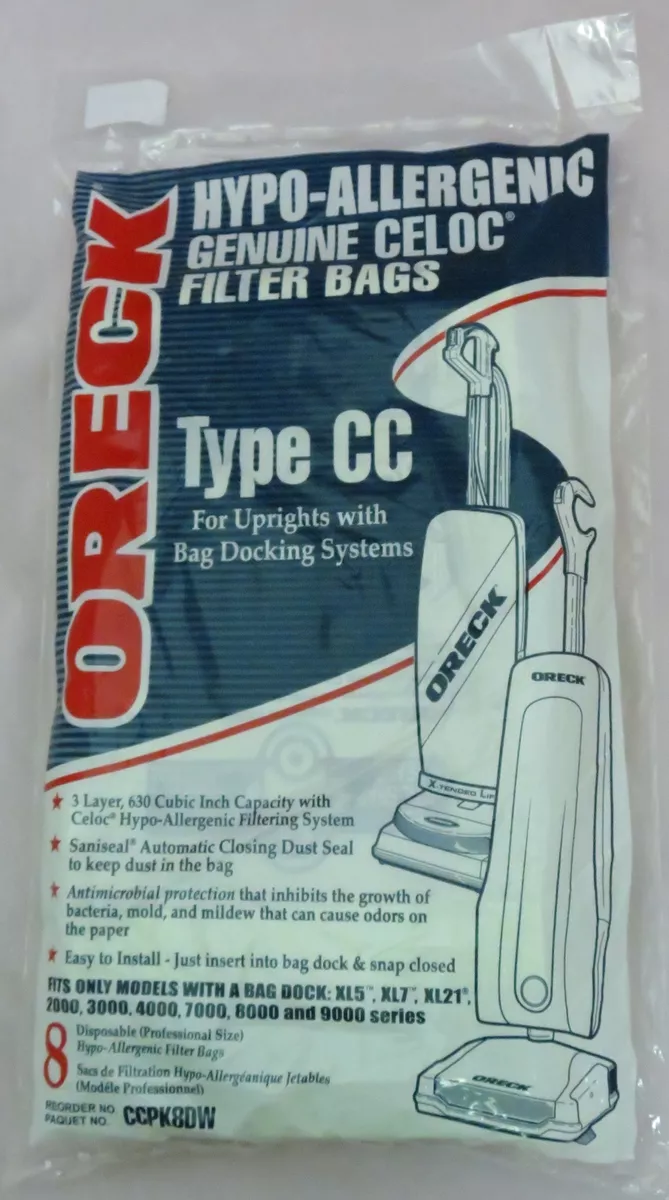 ORECK
HYPO-ALLERGENIC
GENUINE CELOC®
FILTER BAGS
Type CC
For Uprights with
Bag Docking Systems
ORECK
X-TENDED LIF
ORECK
★ 3 Layer, 630 Cubic Inch Capacity with
Celoc® Hypo-Allergenic Filtering System
★ Saniseal® Automatic Closing Dust Seal
to keep dust in the bag
★ Antimicrobial protection that inhibits the growth of
bacteria, mold, and mildew that can cause odors on
the paper
★ Easy to Install - Just insert into bag dock & snap closed
FITS ONLY MODELS WITH A BAG DOCK: XL5™, XL7™, XL21®,
2000, 3000, 4000, 7000, 8000 and 9000 series
8
Disposable (Professional Size)
Hypo-Allergenic Filter Bags
Sacs de Filtration Hypo-Allergéanique Jetables
(Modéle Professionnel)
REORDER NO
PAQUET NO. CCPK8DW
ORECK